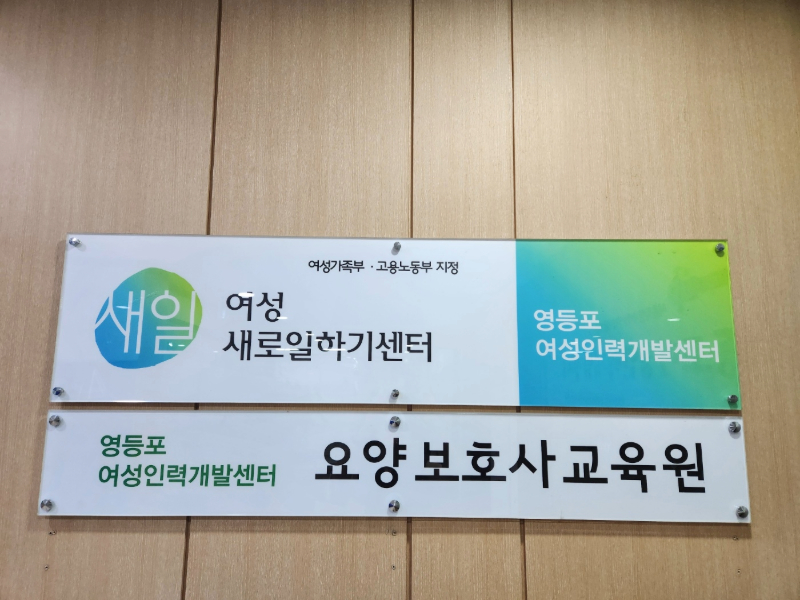 여성가족부 · 고용노동부 지정
새일
여성
새로일하기센터
영등포
여성인력개발센터
영등포
여성인력개발센터
요양보호사교육원